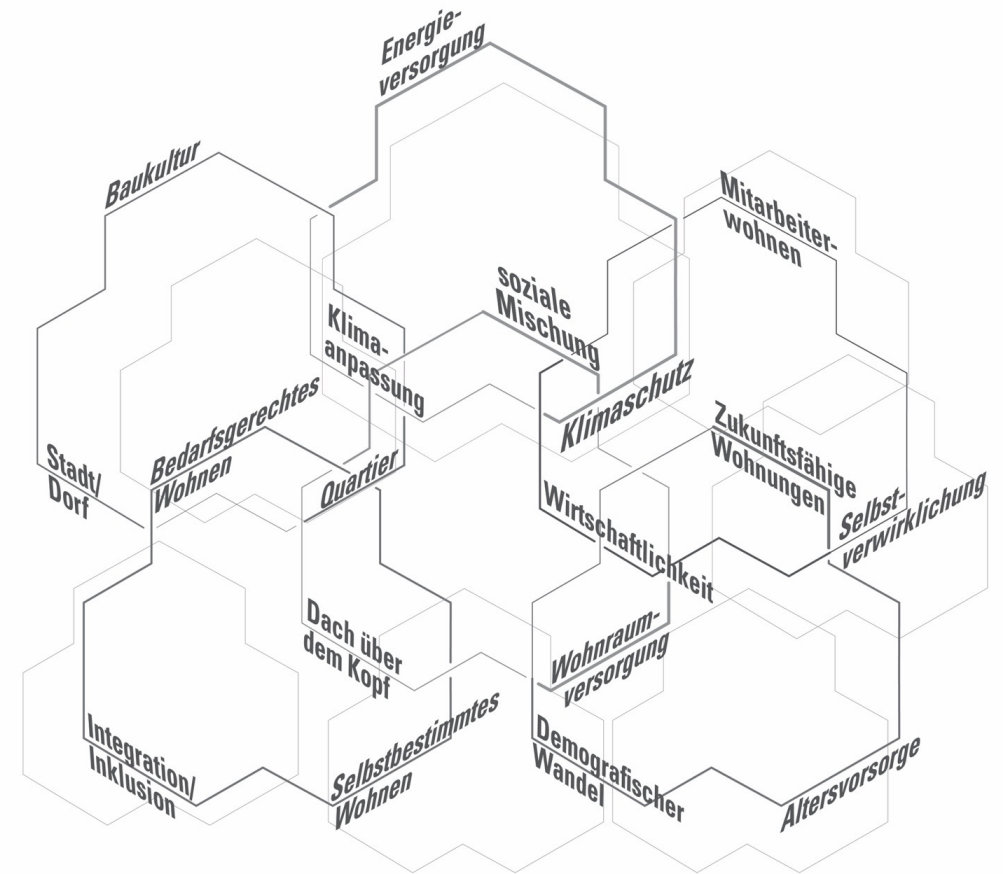 Energie-
versorgung
Baukultur
Mitarbeiter-
wohnen
soziale
Mischung
Klima-
anpassung
Klimaschutz
Bedarfsgerechtes
Wohnen
Zukunftsfähige
Wohnungen
Stadt/
Dorf
Quartier
Selbst-
verwirklichung
Wirtschaftlichkeit
Dach über
dem Kopf
Wohnraum-
versorgung
Integration/
Inklusion
Selbstbestimmtes
Wohnen
Demografischer
Wandel
Altersvorsorge